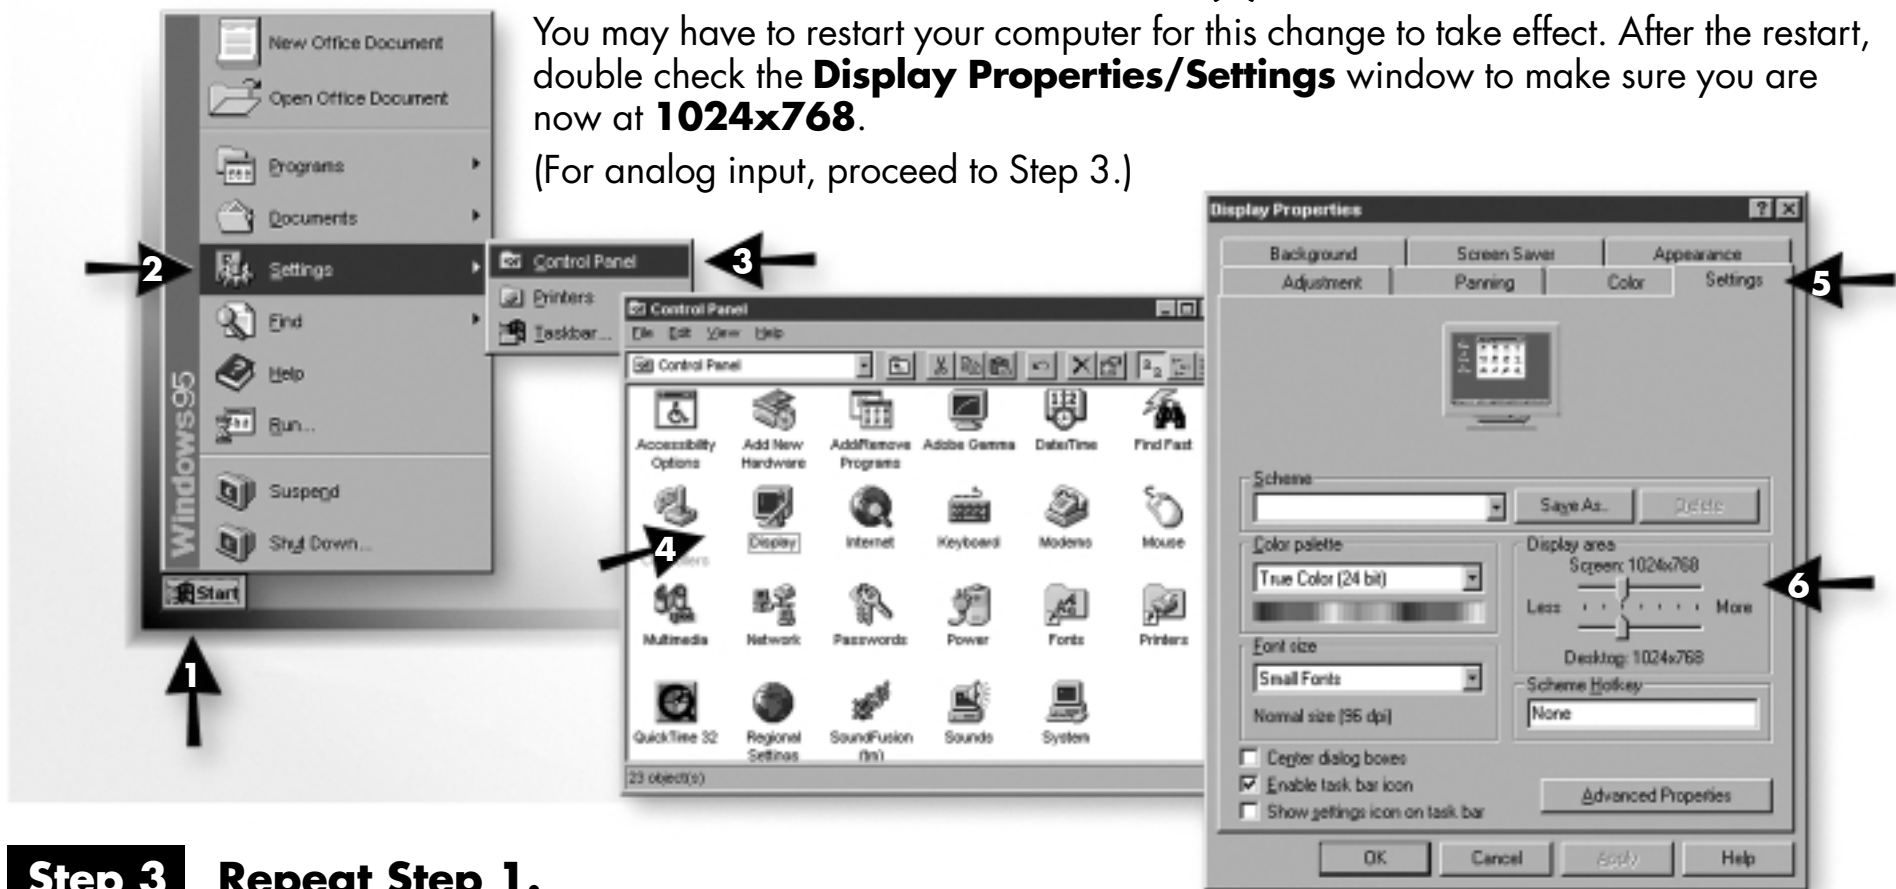 You may have to restart your computer for this change to take effect. After the restart,
double check the Display Properties/Settings window to make sure you are
now at 1024x768.
(For analog input, proceed to Step 3.)
New Office Document
Open Office Document
Programs
Documents
2
Settings
Find
Help
Run...
Suspend
Shut Down...
Windows95
Start
1
Control Panel
3
Printers
Taskbar...
Control Panel
File Edit View Help
Control Panel
Accessibility Options
Add New Hardware
Add/Remove Programs
Adobe Gamma
Date/Time
Find Fast
4
Display
Internet
Keyboard
Modems
Mouse
Multimedia
Network
Passwords
Power
Fonts
Printers
QuickTime 32
Regional Settings
SoundFusion (tm)
Sounds
System
23 object(s)
Display Properties
Background Screen Saver Appearance
Adjustment Panning Color Settings
5
Scheme
Save As..
Delete
Color palette
True Color (24 bit)
Display area
Screen: 1024x768
6
Less More
Desktop: 1024x768
Font size
Small Fonts
Normal size (96 dpi)
Scheme Hotkey
None
Center dialog boxes
Enable task bar icon
Show settings icon on task bar
Advanced Properties
OK Cancel Apply Help
Step 3 Repeat Step 1.